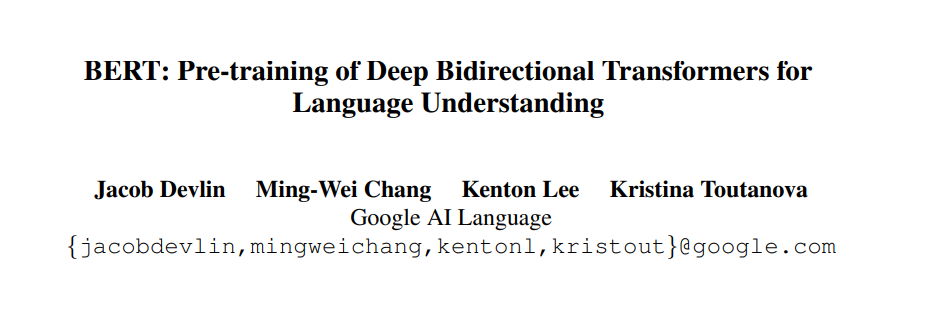 BERT: Pre-training of Deep Bidirectional Transformers for
Language Understanding
Jacob Devlin Ming-Wei Chang Kenton Lee Kristina Toutanova
Google AI Language
{jacobdevlin,mingweichang,kentonl,kristout}@google.com